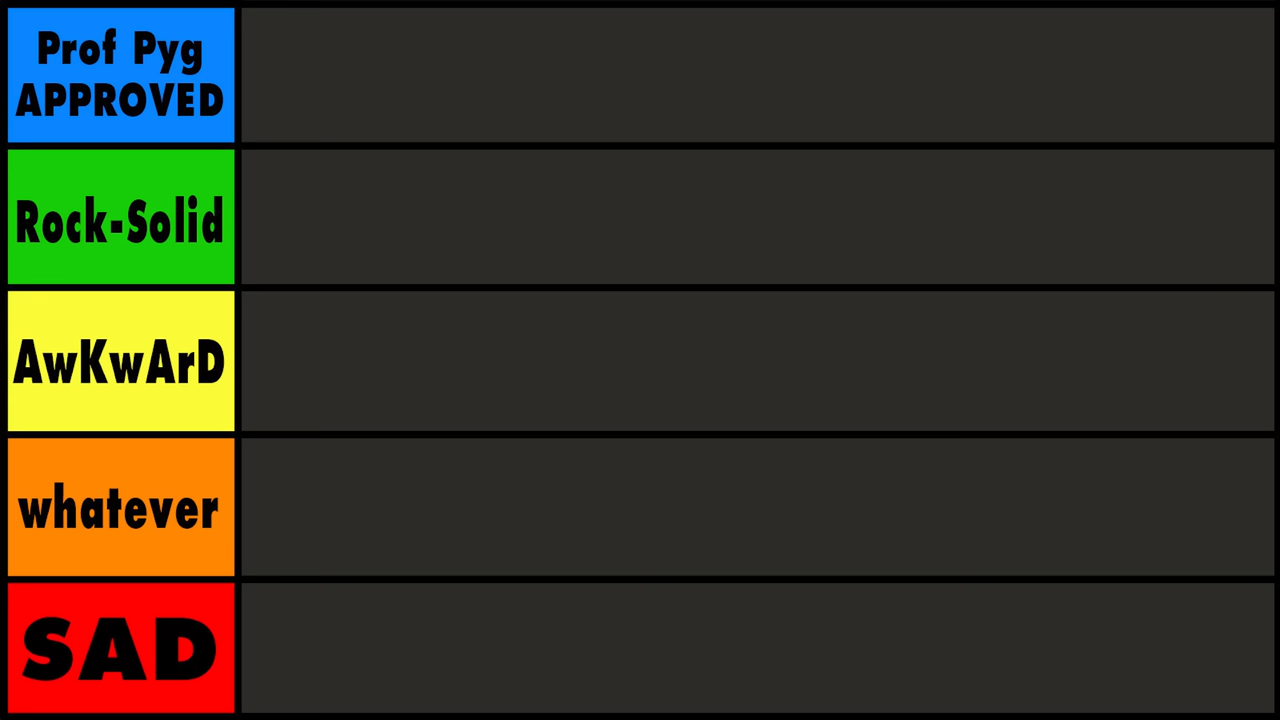 Prof Pyg
APPROVED
Rock-Solid
AwKwArD
whatever
SAD